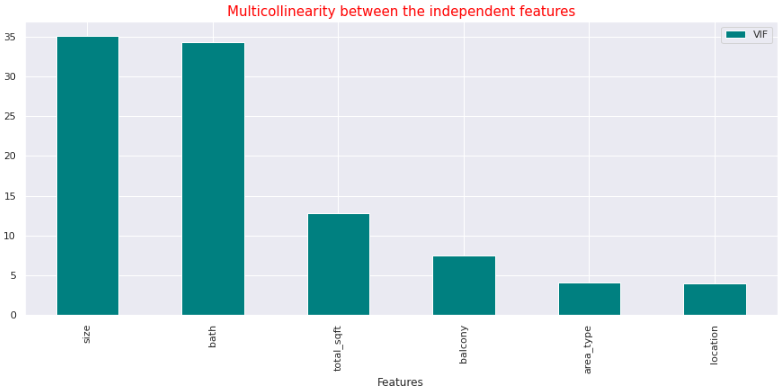 Multicollinearity between the independent features
VIF
35
30
25
20
15
10
5
0
size
bath
total_sqft
balcony
area_type
location
Features